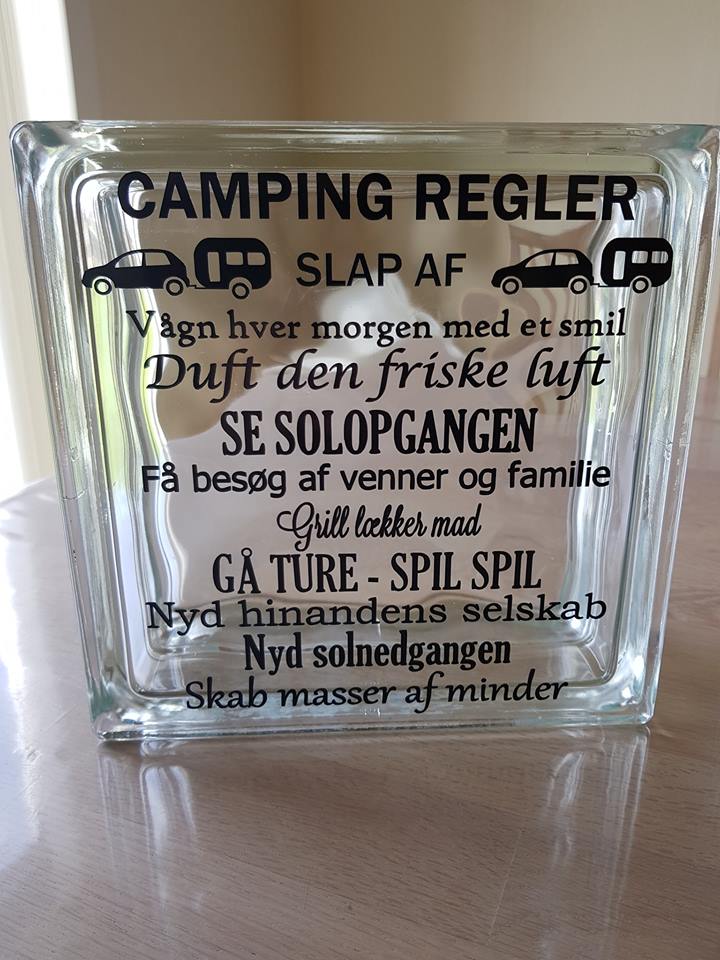 CAMPING REGLER
SLAP AF
Vågn hver morgen med et smil
Duft den friske luft
SE SOLOPGANGEN
Få besøg af venner og familie
Grill lækker mad
GÅ TURE - SPIL SPIL
Nyd hinandens selskab
Nyd solnedgangen
Skab masser af minder